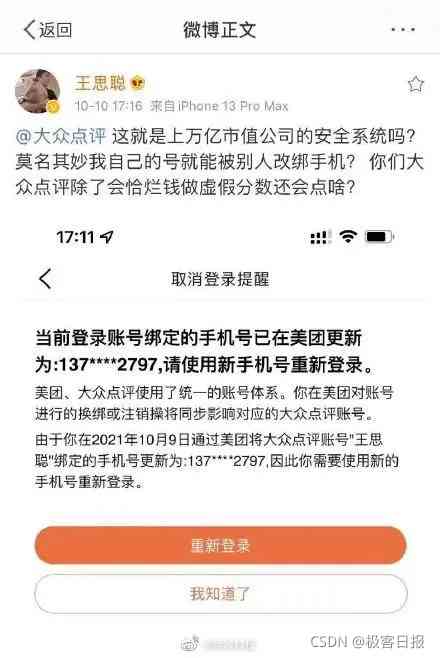 返回
微博正文
王思聪
10-10 17:16 来自iPhone 13 Pro Max
@大众点评 这就是上万亿市值公司的安全系统吗?
莫名其妙我自己的号就能被别人改绑手机? 你们大
众点评除了会恰烂钱做虚假分数还会点啥?
17:11
取消登录提醒
当前登录账号绑定的手机号已在美团更新
为:137****2797,请使用新手机号重新登录。
美团、大众点评使用了统一的账号体系。你在美团对账号
进行的换绑或注销操将同步影响对应的大众点评账号。
由于你在2021年10月9日通过美团将大众点评账号"王思
聪"绑定的手机号更新为:137****2797,因此你需要使用新的
手机号重新登录。
重新登录
我知道了
CSDN @极客日报